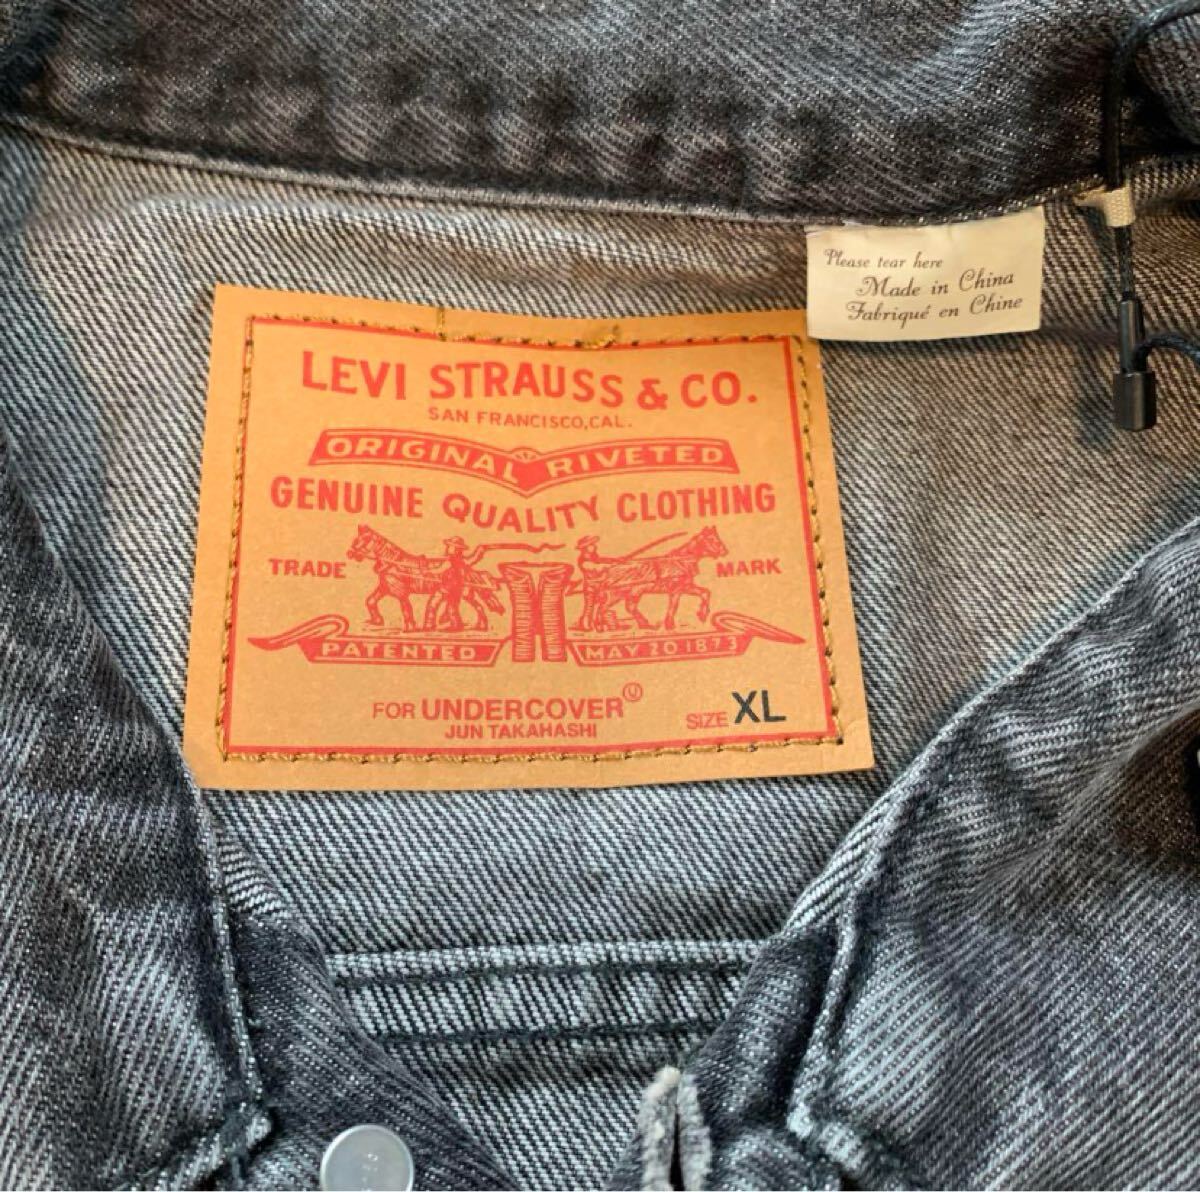 Please tear here
Made in China
Fabriqué en Chine
LEVI STRAUSS & CO.
SAN FRANCISCO, CAL.
ORIGINAL RIVETED
GENUINE QUALITY CLOTHING
TRADE MARK
PATENTED MAY 20 1873
FOR UNDERCOVER Ⓤ
JUN TAKAHASHI
SIZE XL